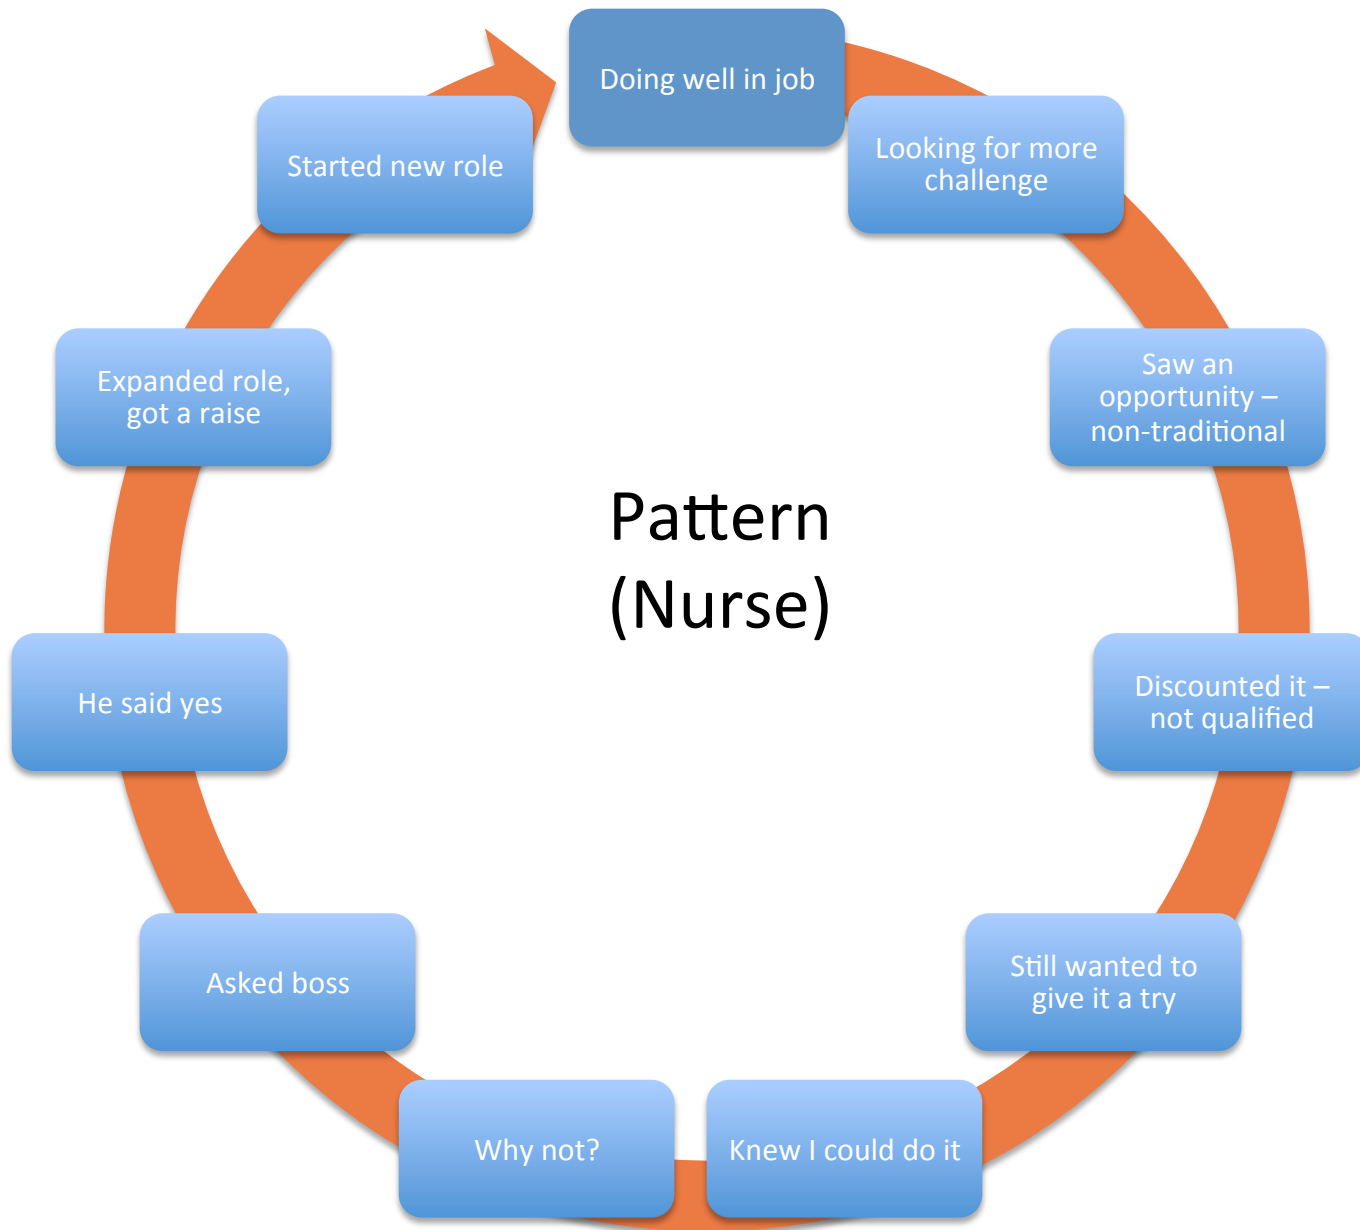 Doing well in job
Looking for more
challenge
Saw an
opportunity –
non-traditional
Discounted it –
not qualified
Still wanted to
give it a try
Knew I could do it
Why not?
Asked boss
He said yes
Expanded role,
got a raise
Started new role
Pattern
(Nurse)